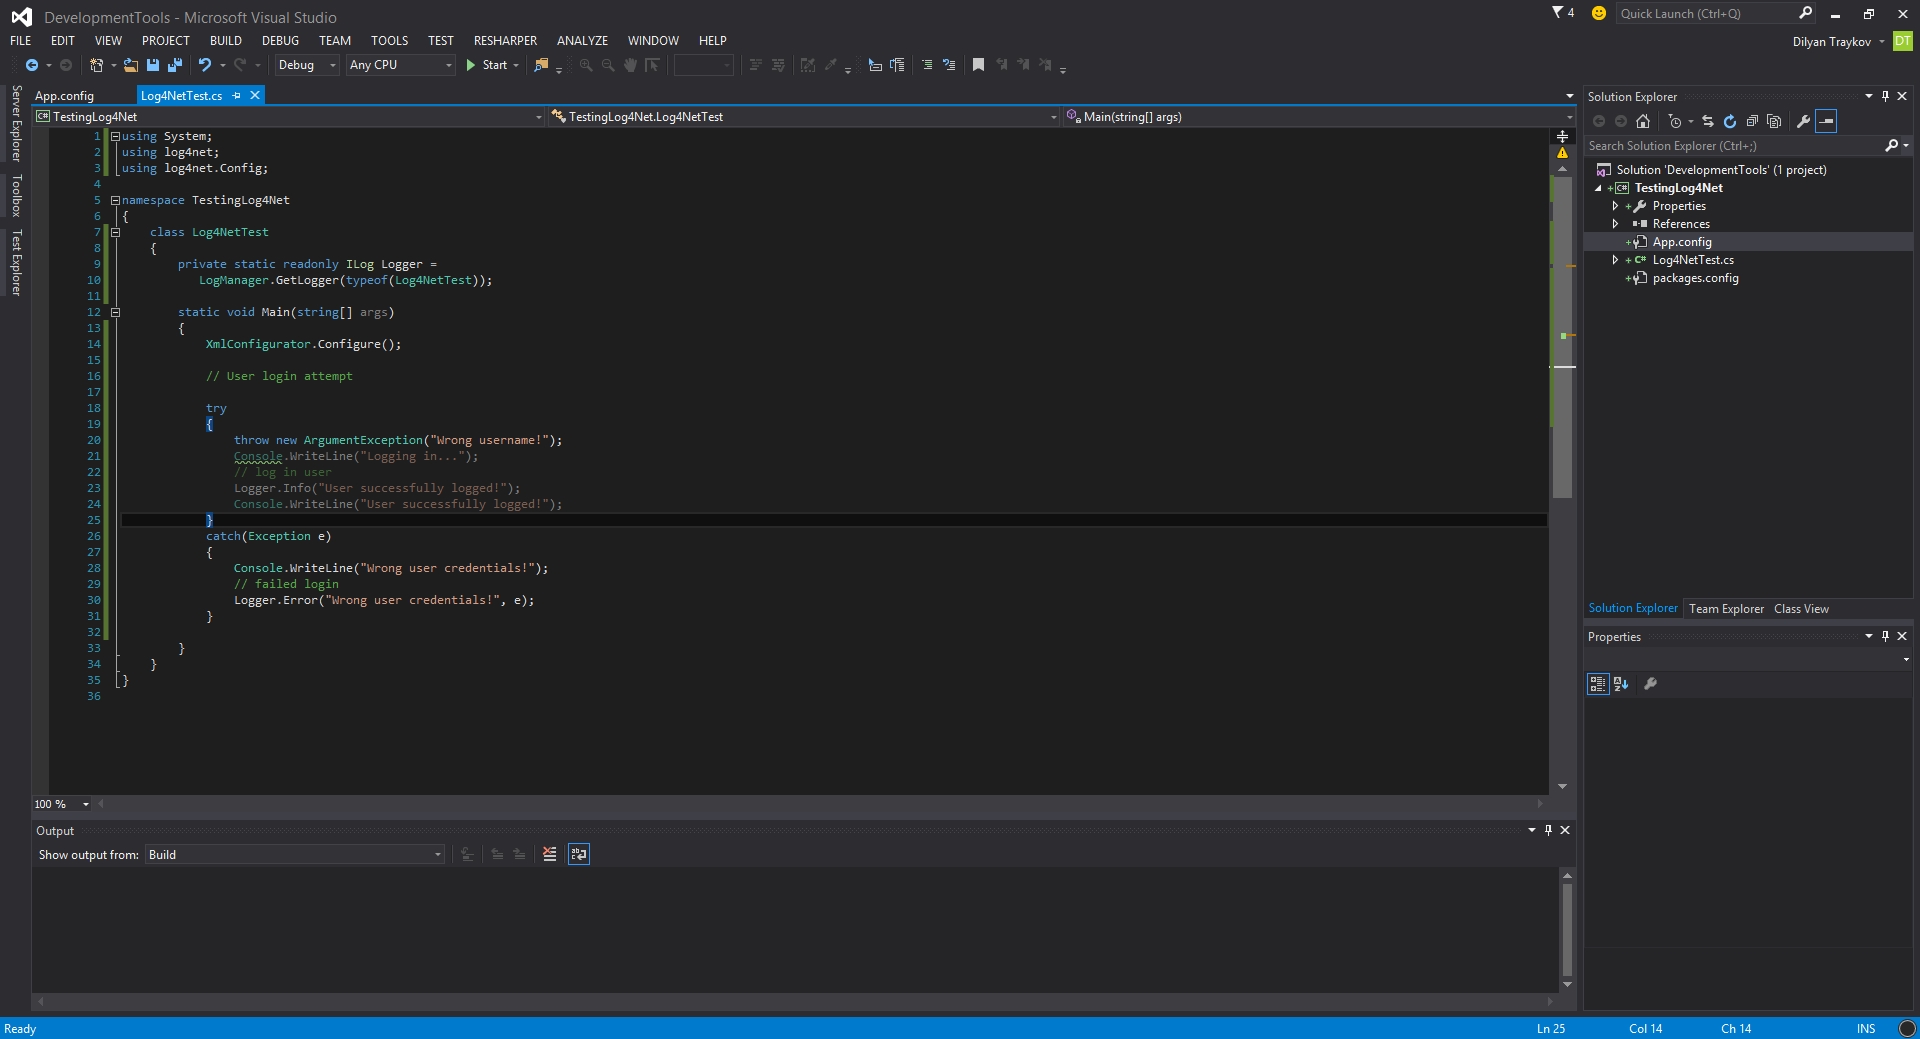 DevelopmentTools - Microsoft Visual Studio
4
Quick Launch (Ctrl+Q)
FILE EDIT VIEW PROJECT BUILD DEBUG TEAM TOOLS TEST RESHARPER ANALYZE WINDOW HELP
Dilyan Traykov DT
Debug Any CPU Start
Server Explorer
Toolbox
Test Explorer
App.config Log4NetTest.cs
C# TestingLog4Net TestingLog4Net.Log4NetTest Main(string[] args)
1 using System;
2 using log4net;
3 using log4net.Config;
4
5 namespace TestingLog4Net
6 {
7 class Log4NetTest
8 {
9 private static readonly ILog Logger =
10 LogManager.GetLogger(typeof(Log4NetTest));
11
12 static void Main(string[] args)
13 {
14 XmlConfigurator.Configure();
15
16 // User login attempt
17
18 try
19 {
20 throw new ArgumentException("Wrong username!");
21 Console.WriteLine("Logging in...");
22 // log in user
23 Logger.Info("User successfully logged!");
24 Console.WriteLine("User successfully logged!");
25 }
26 catch(Exception e)
27 {
28 Console.WriteLine("Wrong user credentials!");
29 // failed login
30 Logger.Error("Wrong user credentials!", e);
31 }
32
33 }
34 }
35 }
36
100 %
Output
Show output from: Build
Solution Explorer
Search Solution Explorer (Ctrl+;)
Solution 'DevelopmentTools' (1 project)
C# TestingLog4Net
Properties
References
App.config
C# Log4NetTest.cs
packages.config
Solution Explorer Team Explorer Class View
Properties
Ready Ln 25 Col 14 Ch 14 INS